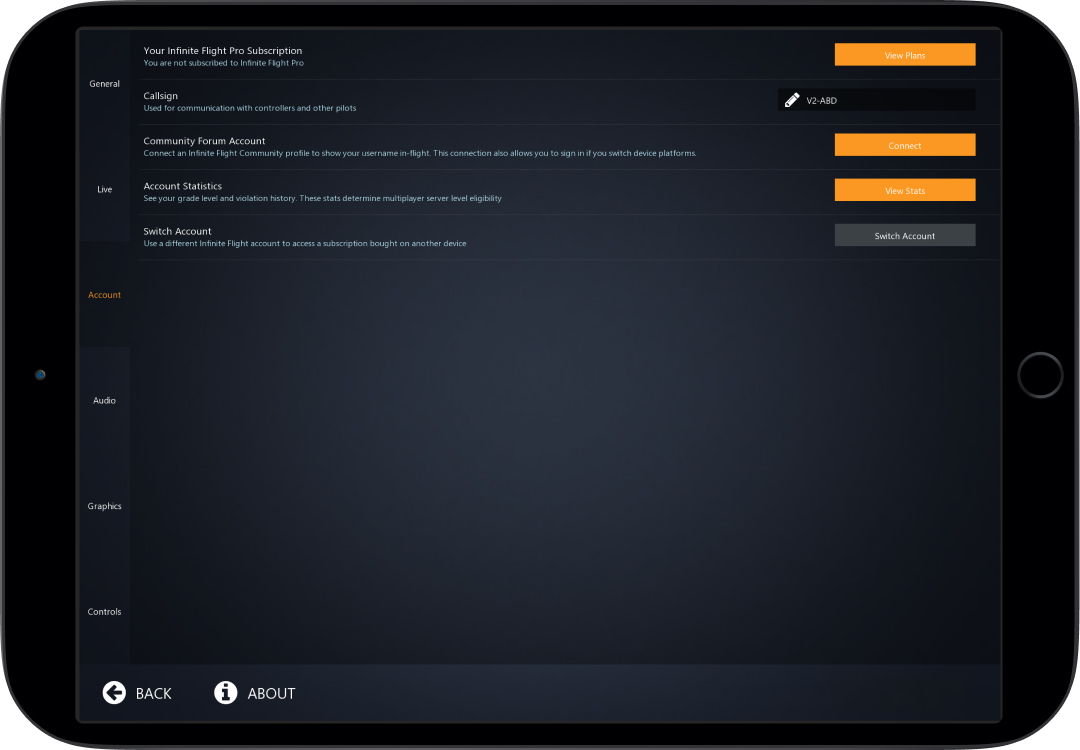 General
Live
Account
Audio
Graphics
Controls
Your Infinite Flight Pro Subscription
You are not subscribed to Infinite Flight Pro
View Plans
Callsign
Used for communication with controllers and other pilots
V2-ABD
Community Forum Account
Connect an Infinite Flight Community profile to show your username in-flight. This connection also allows you to sign in if you switch device platforms.
Connect
Account Statistics
See your grade level and violation history. These stats determine multiplayer server level eligibility
View Stats
Switch Account
Use a different Infinite Flight account to access a subscription bought on another device
Switch Account
BACK
ABOUT